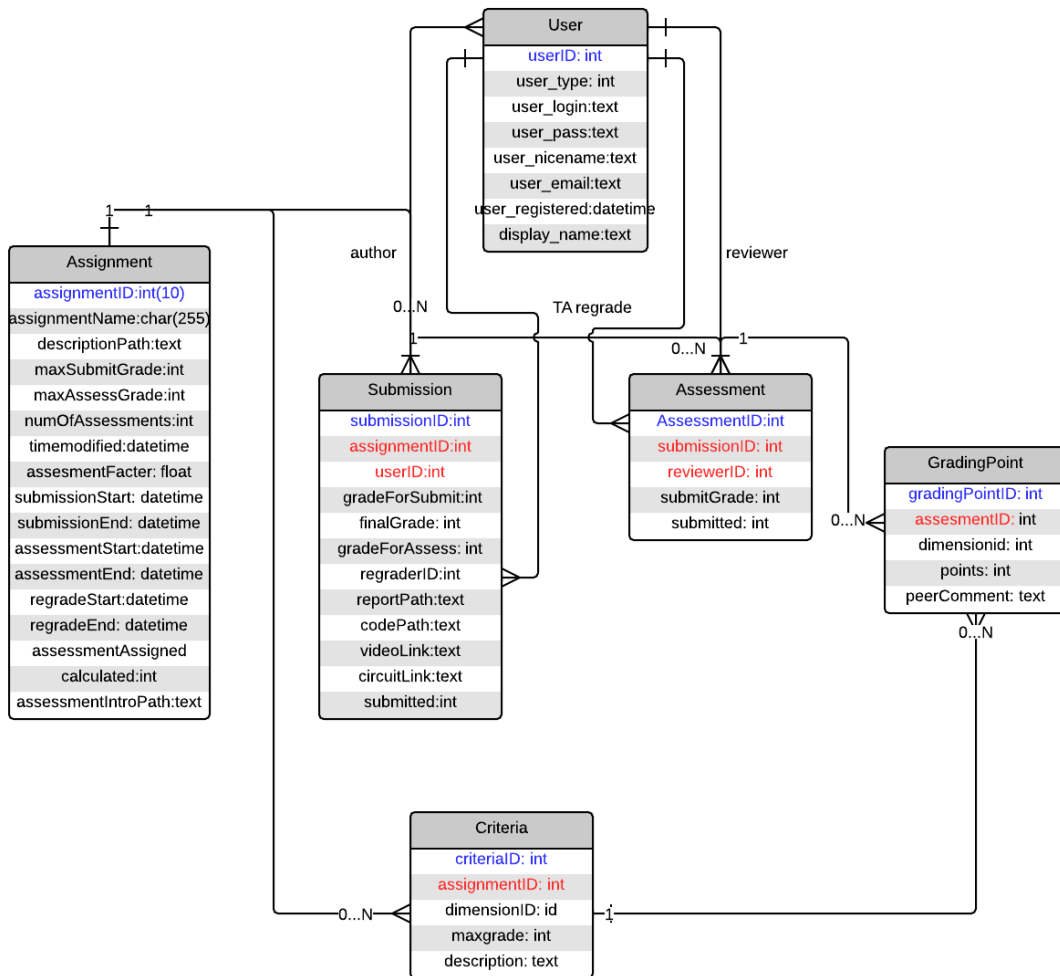 User
userID: int
user_type: int
user_login:text
user_pass:text
user_nicename:text
user_email:text
user_registered:datetime
display_name:text
1
1
author
reviewer
Assignment
assignmentID:int(10)
assignmentName:char(255)
descriptionPath:text
maxSubmitGrade:int
maxAssessGrade:int
numOfAssessments:int
timemodified:datetime
assesmentFacter: float
submissionStart: datetime
submissionEnd: datetime
assessmentStart:datetime
assessmentEnd: datetime
regradeStart:datetime
regradeEnd: datetime
assessmentAssigned
calculated:int
assessmentIntroPath:text
0...N
TA regrade
1
0...N
1
Submission
submissionID:int
assignmentID:int
userID:int
gradeForSubmit:int
finalGrade: int
gradeForAssess: int
regraderID:int
reportPath:text
codePath:text
videoLink:text
circuitLink:text
submitted:int
Assessment
AssessmentID:int
submissionID: int
reviewerID: int
submitGrade: int
submitted: int
GradingPoint
gradingPointID: int
assesmentID: int
dimensionid: int
points: int
peerComment: text
0...N
0...N
Criteria
criteriaID: int
assignmentID: int
dimensionID: id
maxgrade: int
description: text
0...N
1